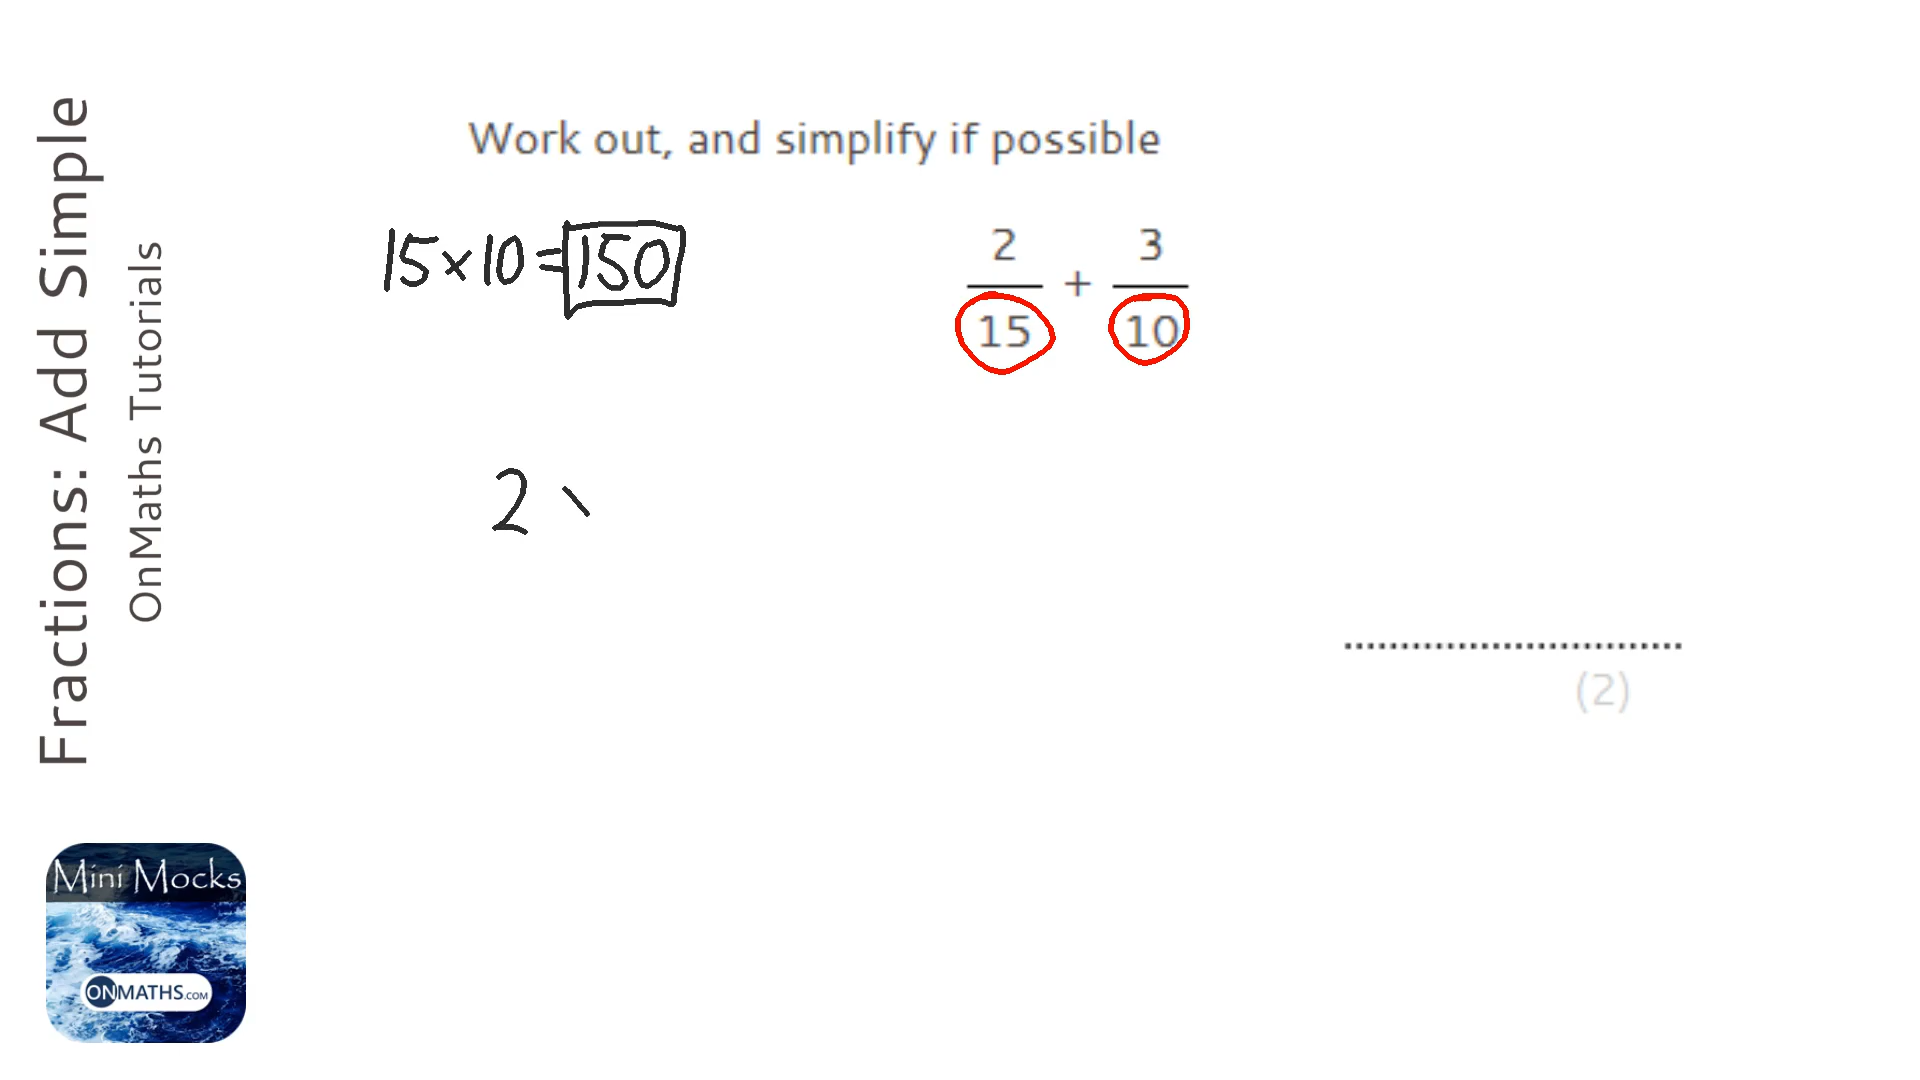 Fractions: Add Simple
OnMaths Tutorials
Work out, and simplify if possible
15×10=150
2/15 + 3/10
2 \
(2)
Mini Mocks
ONMATHS.COM